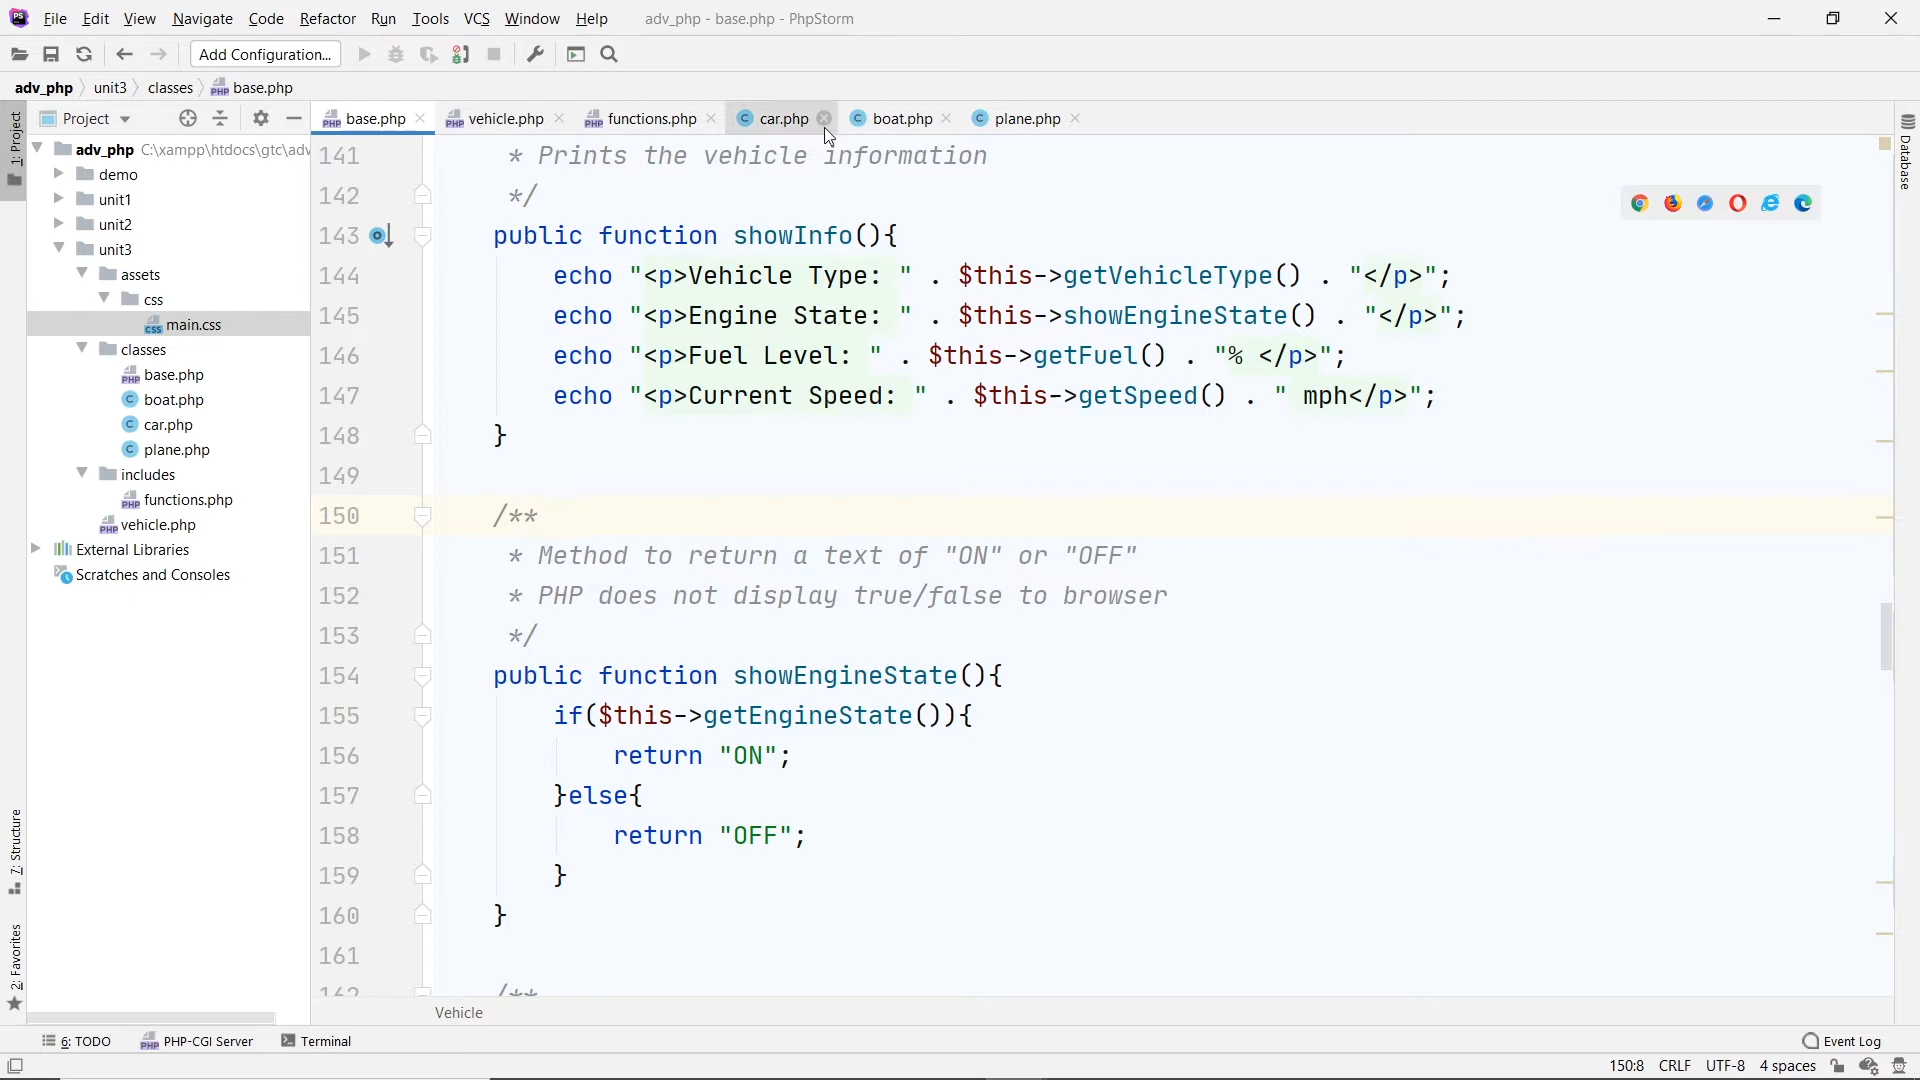 File Edit View Navigate Code Refactor Run Tools VCS Window Help adv_php - base.php - PhpStorm
Add Configuration...
adv_php unit3 classes base.php
1: Project
Project
base.php vehicle.php functions.php car.php boat.php plane.php
Database
adv_php C:\xampp\htdocs\gtc\adv
demo
unit1
unit2
unit3
assets
css
main.css
classes
base.php
boat.php
car.php
plane.php
includes
functions.php
vehicle.php
External Libraries
Scratches and Consoles
141 * Prints the vehicle information
142 */
143 public function showInfo(){
144 echo "<p>Vehicle Type: " . $this->getVehicleType() . "</p>";
145 echo "<p>Engine State: " . $this->showEngineState() . "</p>";
146 echo "<p>Fuel Level: " . $this->getFuel() . "% </p>";
147 echo "<p>Current Speed: " . $this->getSpeed() . " mph</p>";
148 }
149
150 /**
151 * Method to return a text of "ON" or "OFF"
152 * PHP does not display true/false to browser
153 */
154 public function showEngineState(){
155 if($this->getEngineState()){
156 return "ON";
157 }else{
158 return "OFF";
159 }
160 }
161
162 /**
7: Structure
2: Favorites
Vehicle
6: TODO PHP-CGI Server Terminal Event Log
150:8 CRLF UTF-8 4 spaces